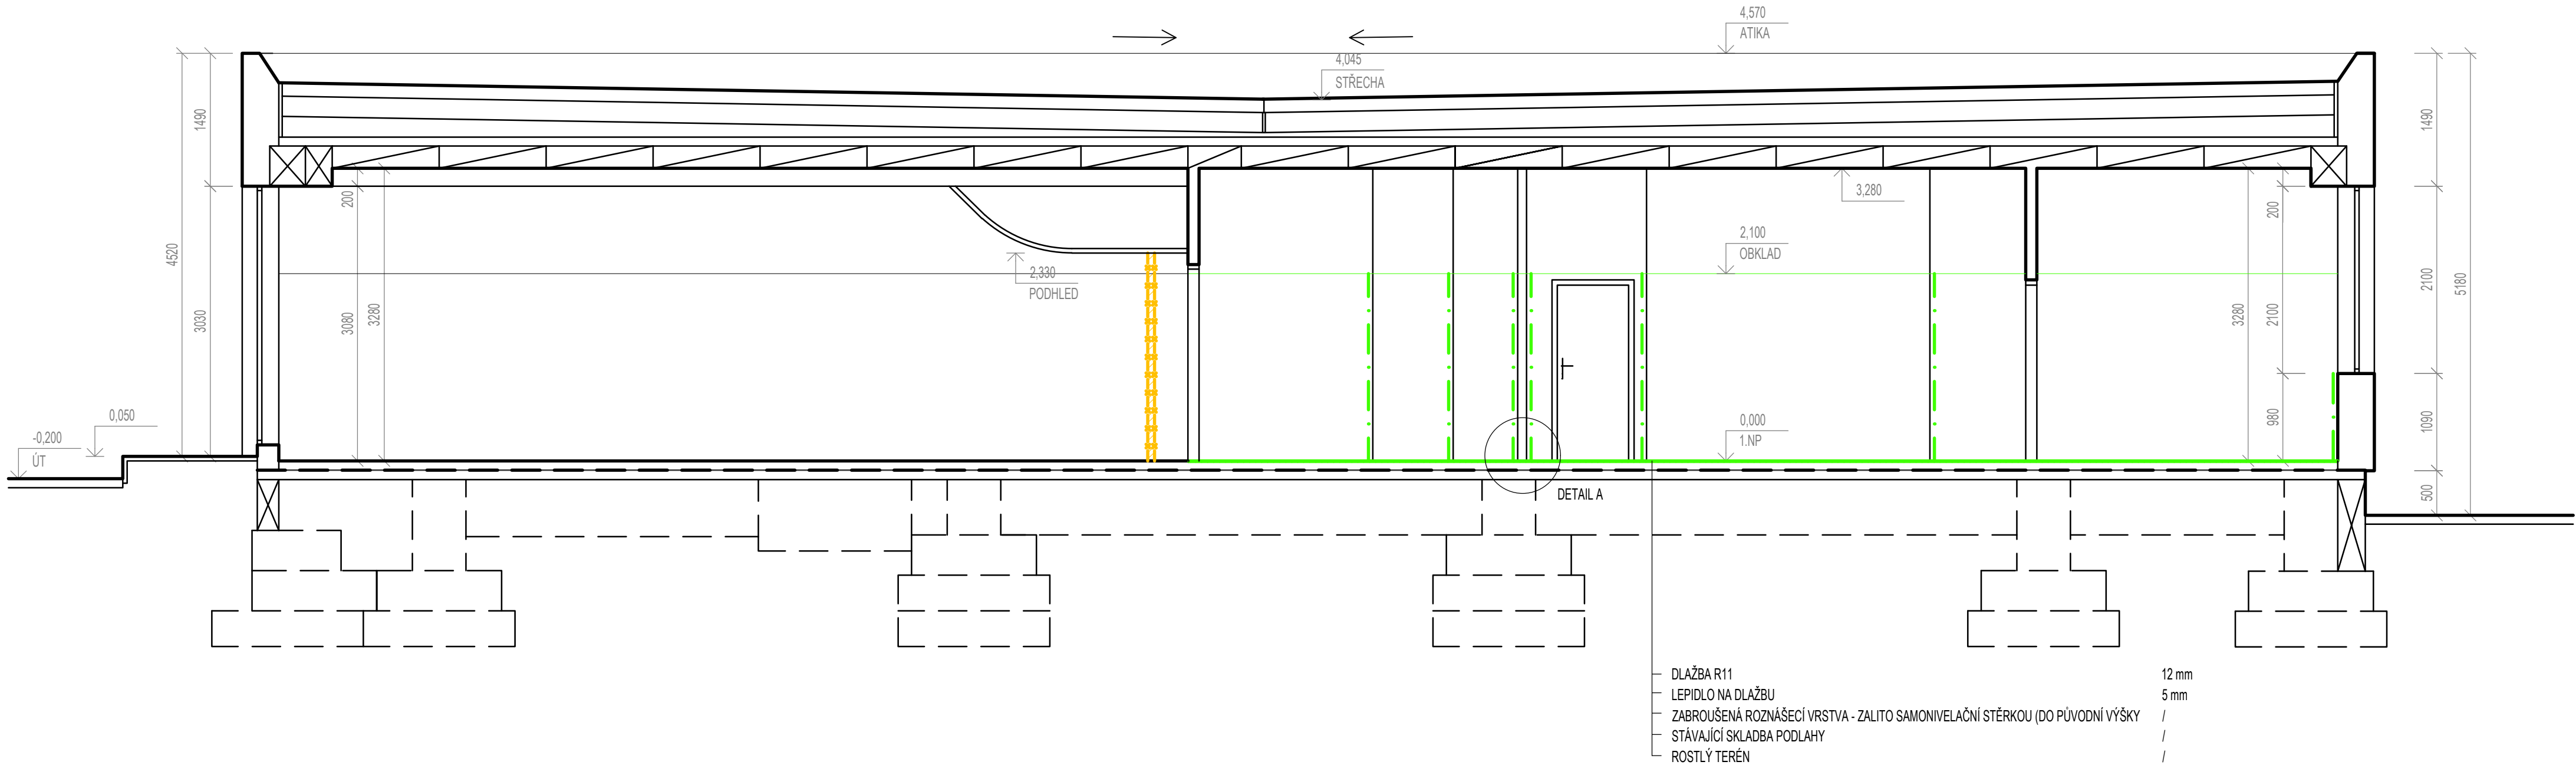 4,570
ATIKA
4,045
STŘECHA
1490
4520
3030
200
3080
3280
2,330
PODHLED
2,100
OBKLAD
3,280
0,000
1.NP
3280
200
2100
980
1490
2100
1090
500
5180
0,050
-0,200
ÚT
DETAIL A
DLAŽBA R11 12 mm
LEPIDLO NA DLAŽBU 5 mm
ZABROUŠENÁ ROZNÁŠECÍ VRSTVA - ZALITO SAMONIVELAČNÍ STĚRKOU (DO PŮVODNÍ VÝŠKY /
STÁVAJÍCÍ SKLADBA PODLAHY /
ROSTLÝ TERÉN /